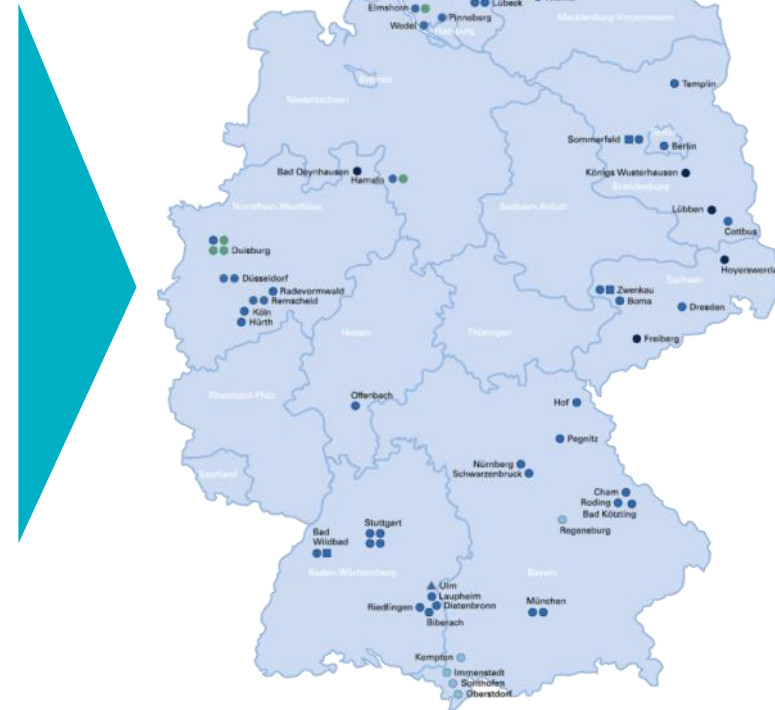 Elmshorn
Lübeck
Pinneberg
Wedel
Hamburg
Mecklenburg-Vorpommern
Bremen
Niedersachsen
Templin
Sommerfeld
Berlin
Bad Oeynhausen
Hameln
Königs Wusterhausen
Brandenburg
Nordrhein-Westfalen
Sachsen-Anhalt
Lübben
Cottbus
Duisburg
Hoyerswerda
Düsseldorf
Sachsen
Radevormwald
Zwenkau
Remscheid
Borna
Dresden
Köln
Hürth
Hessen
Thüringen
Freiberg
Rheinland-Pfalz
Offenbach
Hof
Pegnitz
Nürnberg
Schwarzenbruck
Saarland
Cham
Roding
Bad Kötzting
Stuttgart
Regensburg
Bad
Wildbad
Baden-Württemberg
Bayern
Ulm
Laupheim
Riedlingen
Dietenbronn
München
Biberach
Kempten
Immenstadt
Sonthofen
Oberstdorf